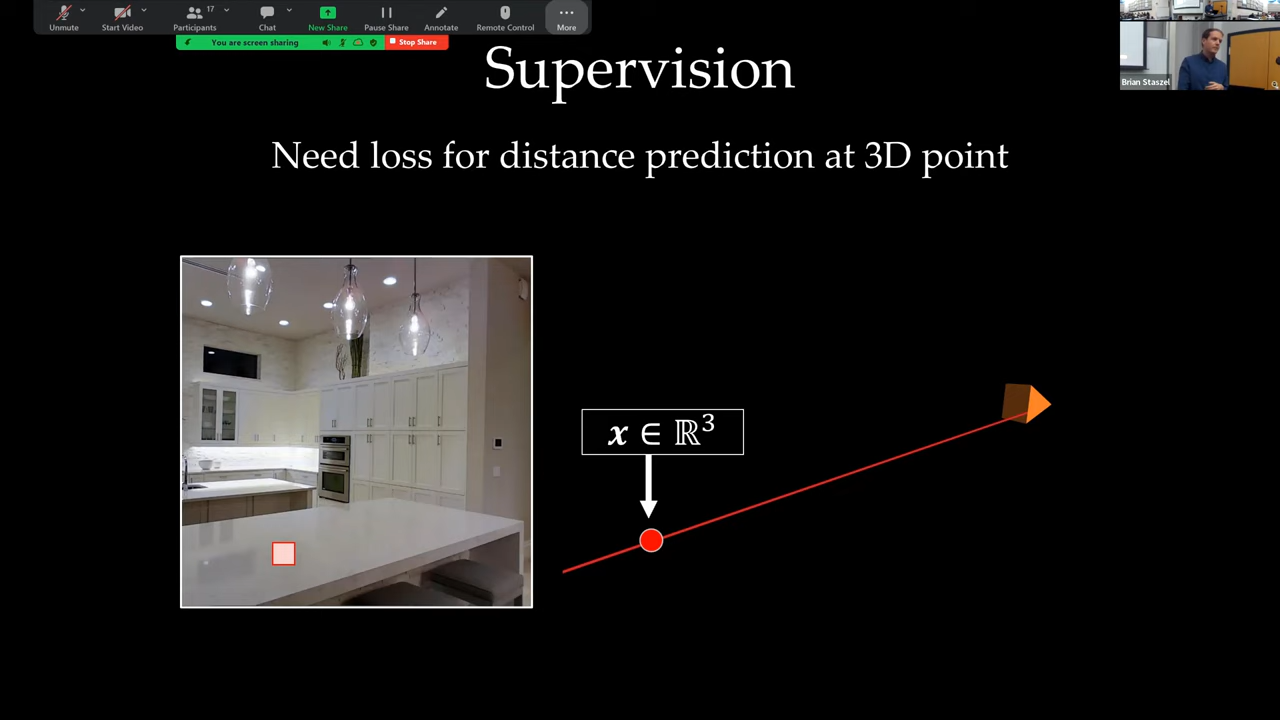 Unmute
Start Video
Participants
17
Chat
New Share
Pause Share
Annotate
Remote Control
More
You are screen sharing
Stop Share
Supervision
Need loss for distance prediction at 3D point
x ∈ ℝ³
Brian Staszel